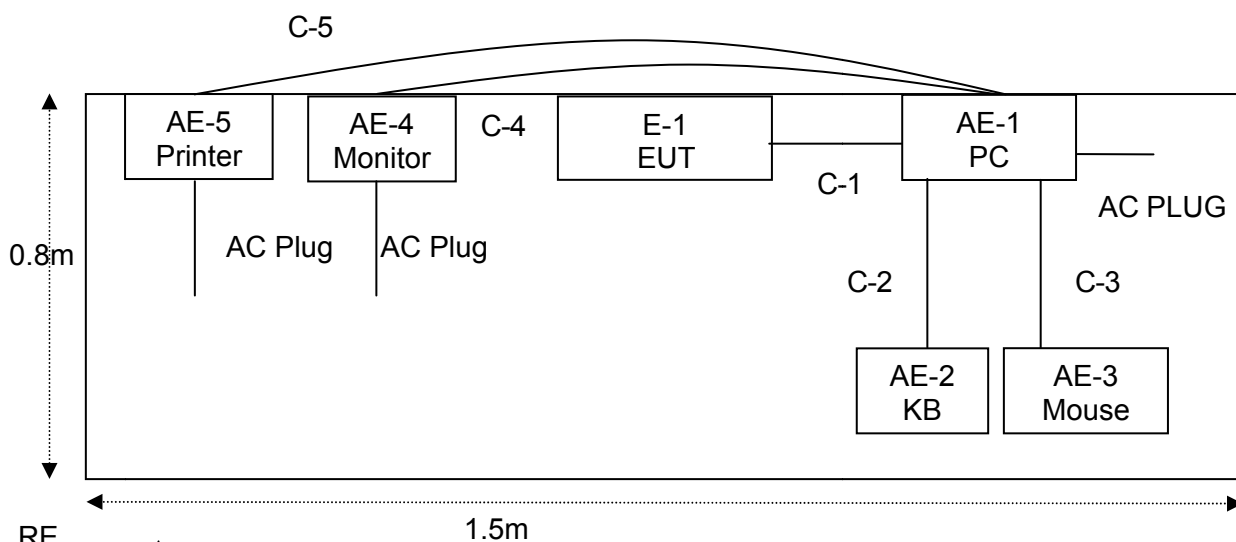 C-5
AE-5
Printer
AE-4
Monitor
C-4
E-1
EUT
C-1
AE-1
PC
AC PLUG
AC Plug
AC Plug
0.8m
C-2
C-3
AE-2
KB
AE-3
Mouse
1.5m